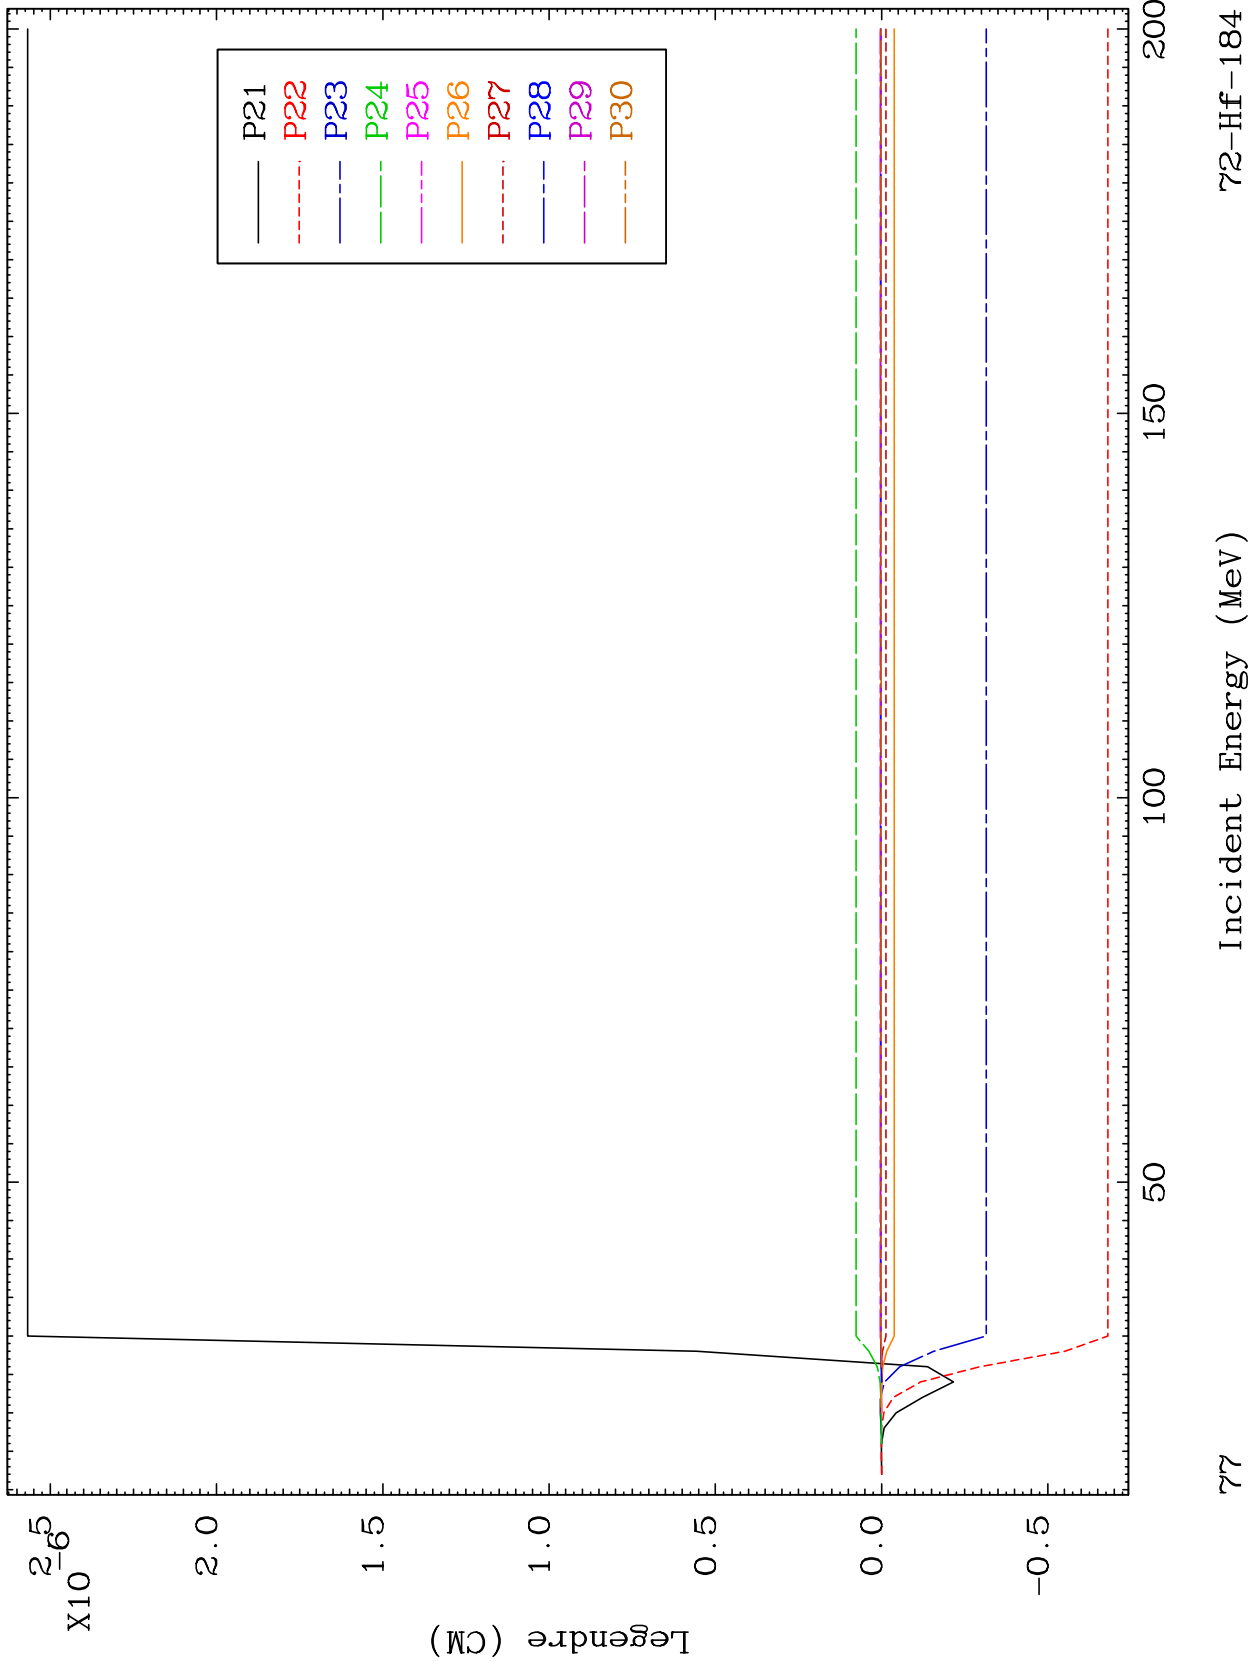 X10
-6
2.5
2.0
1.5
1.0
0.5
0.0
-0.5
Legendre (CM)
P21
P22
P23
P24
P25
P26
P27
P28
P29
P30
50
100
150
200
77
Incident Energy (MeV)
72-Hf-184